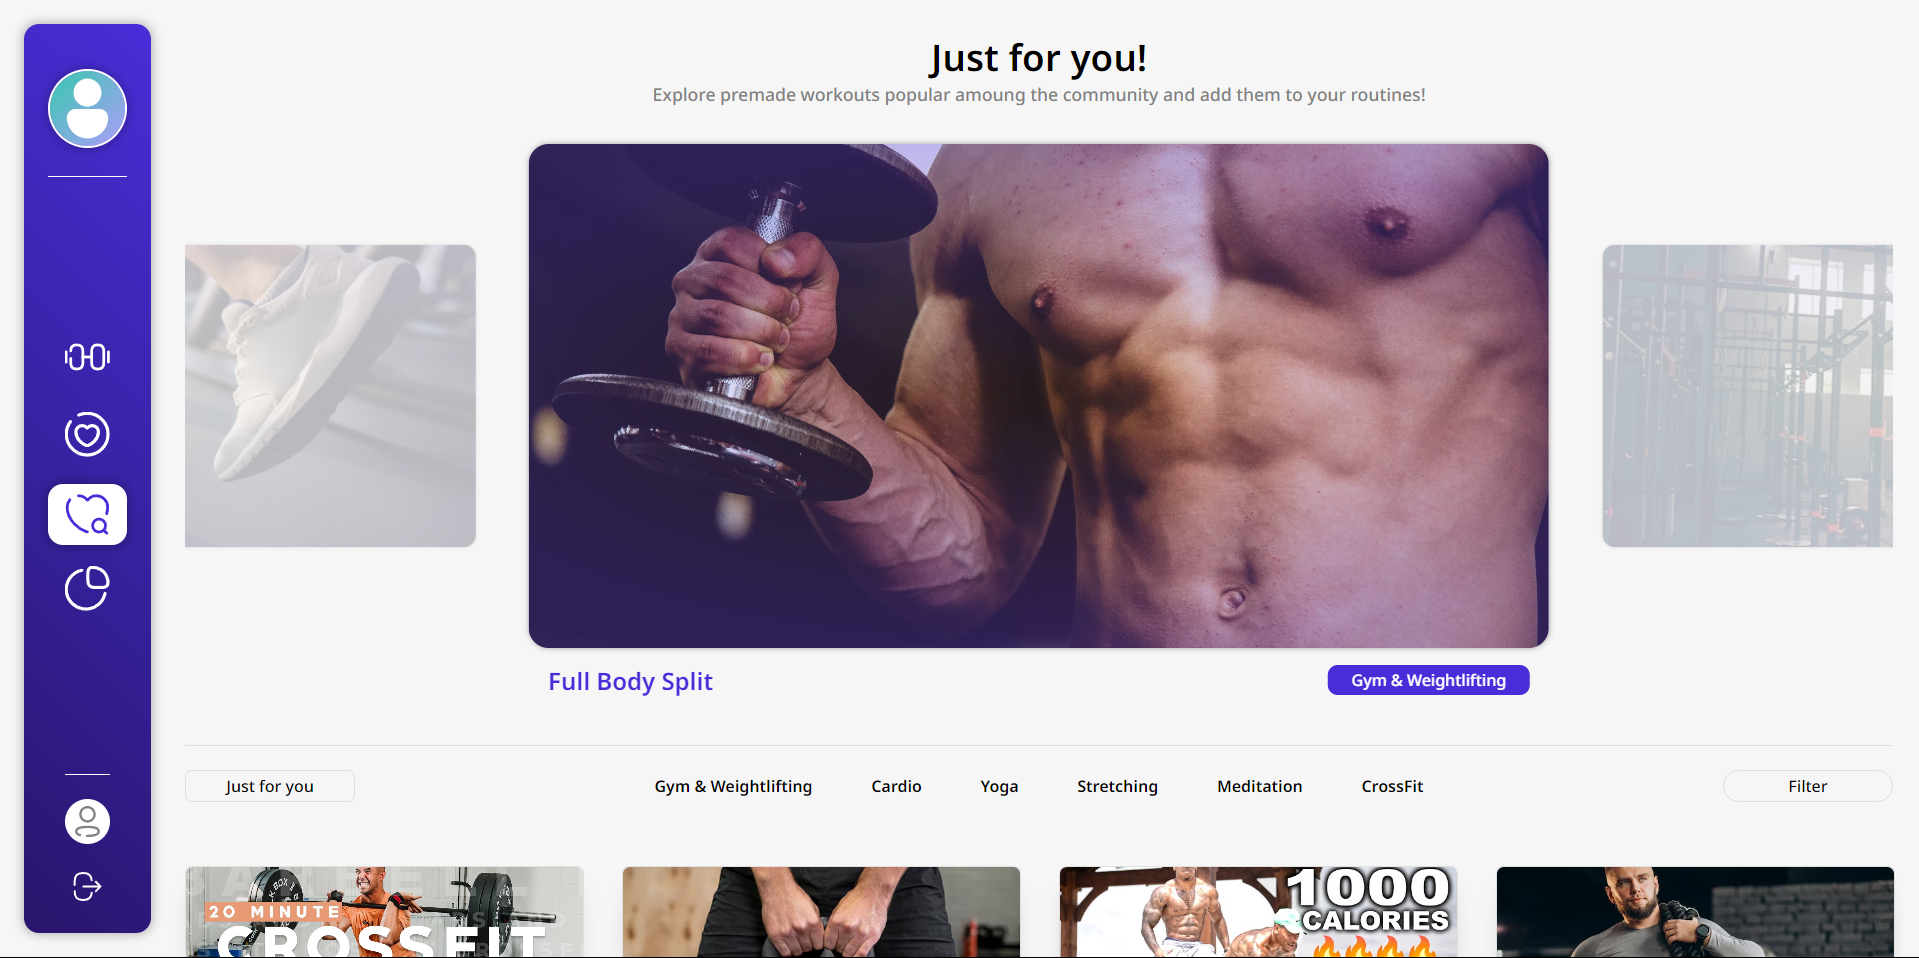 Just for you!
Explore premade workouts popular amoung the community and add them to your routines!
Full Body Split
Gym & Weightlifting
Just for you
Gym & Weightlifting
Cardio
Yoga
Stretching
Meditation
CrossFit
Filter
20 MINUTE
CROSSFIT
1000
CALORIES